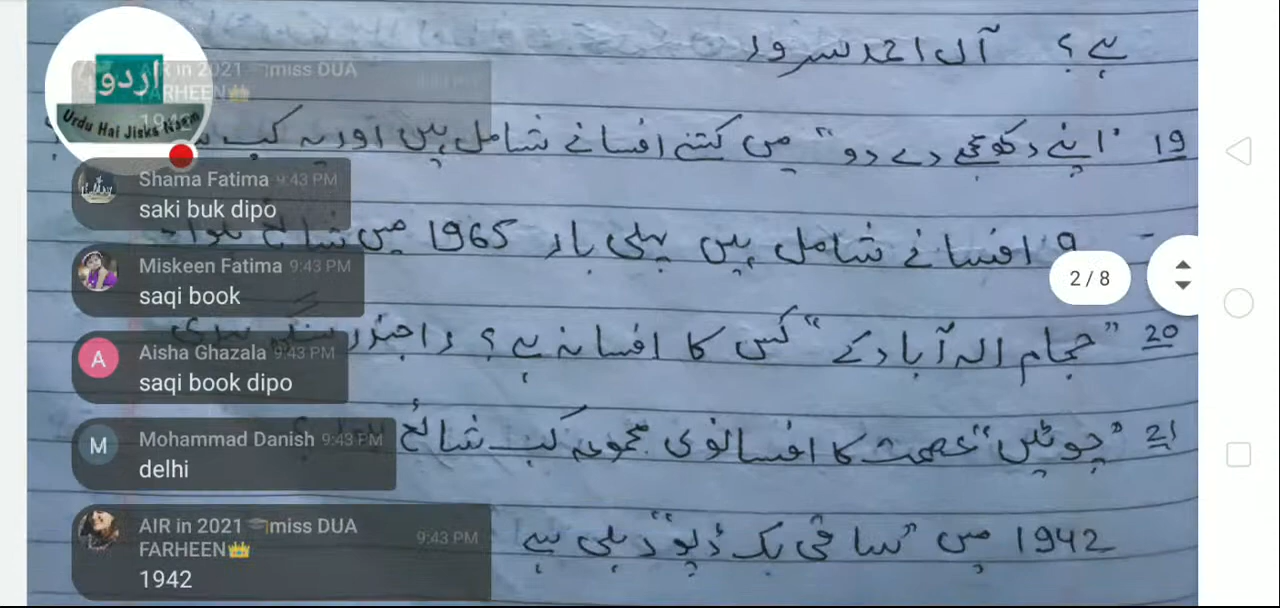 ہے؟ آل احمد سرور
اردو
Urdu Hai Jiska Naam
AIR in 2021 miss DUA
FARHEEN
194
19 "اپنے دکھ مجھے دے دو" میں کتنے افسانے شامل ہیں اور یہ کب
Shama Fatima 9:43 PM
saki buk dipo
- 9 افسانے شامل ہیں پہلی بار 1965 میں شائع ہوا۔
Miskeen Fatima 9:43 PM
saqi book
2/8
20 "حجام الہ آباد کے" کس کا افسانہ ہے؟ راجندر سنگھ بیدی
Aisha Ghazala 9:43 PM
saqi book dipo
21 "چوٹیں" عصمت کا افسانوی مجموعہ کب شائع ہوا؟
M
Mohammad Danish 9:43 PM
delhi
1942 میں "ساقی بک ڈپو" دہلی سے
AIR in 2021 miss DUA
FARHEEN 9:43 PM
1942